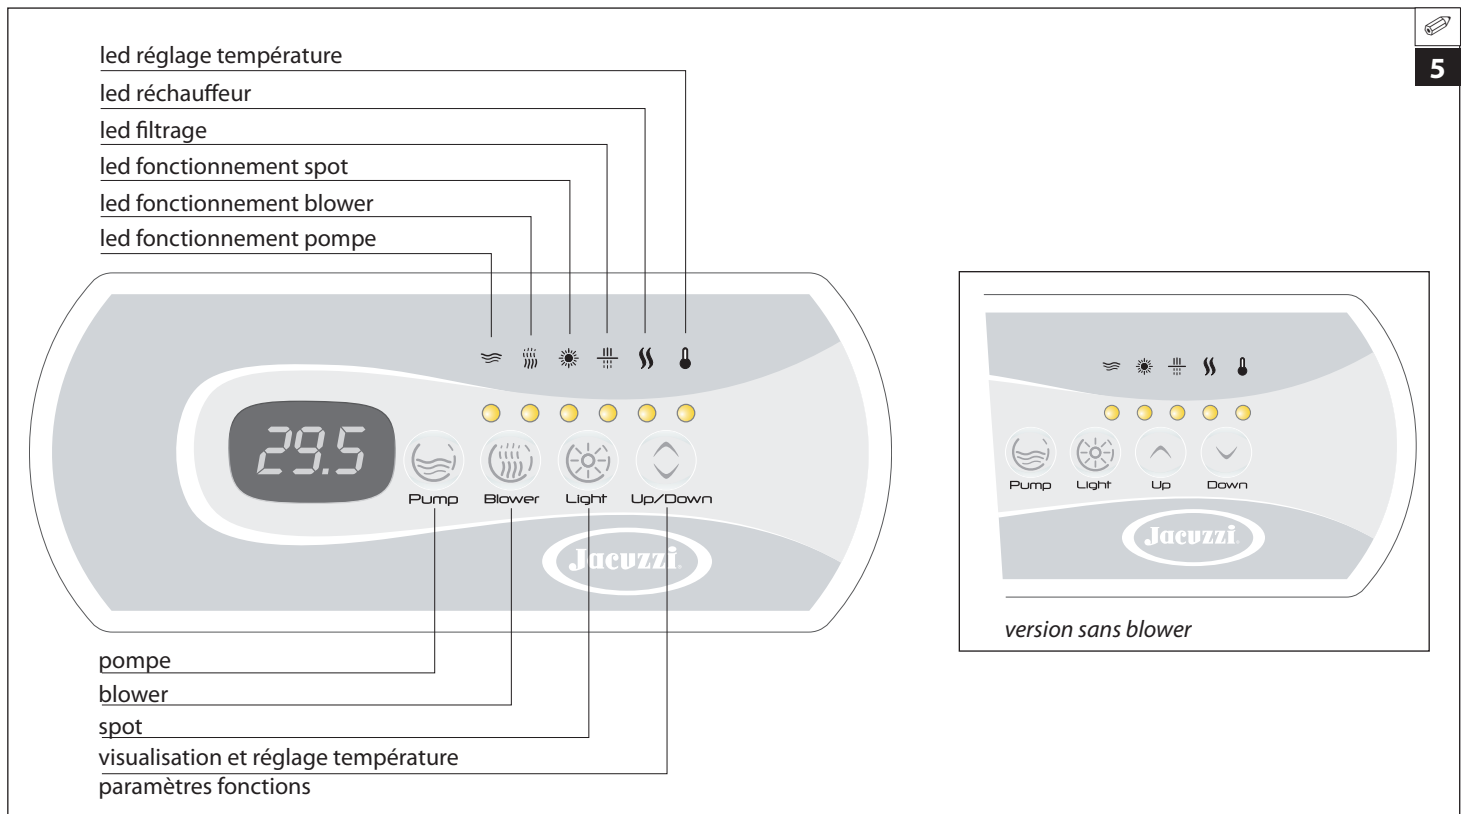 5
led réglage température
led réchauffeur
led filtrage
led fonctionnement spot
led fonctionnement blower
led fonctionnement pompe
29.5
Pump Blower Light Up/Down
Jacuzzi
pompe
blower
spot
visualisation et réglage température
paramètres fonctions
Pump Light Up Down
Jacuzzi
version sans blower